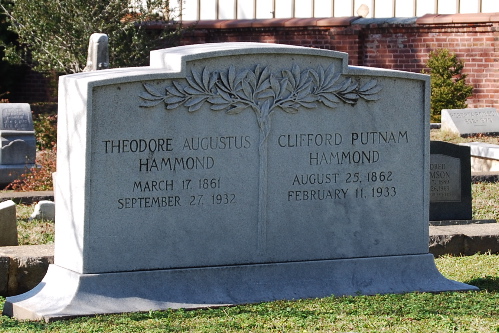 THEODORE AUGUSTUS
HAMMOND
MARCH 17 1861
SEPTEMBER 27, 1932
CLIFFORD PUTNAM
HAMMOND
AUGUST 25, 1862
FEBRUARY 11, 1933